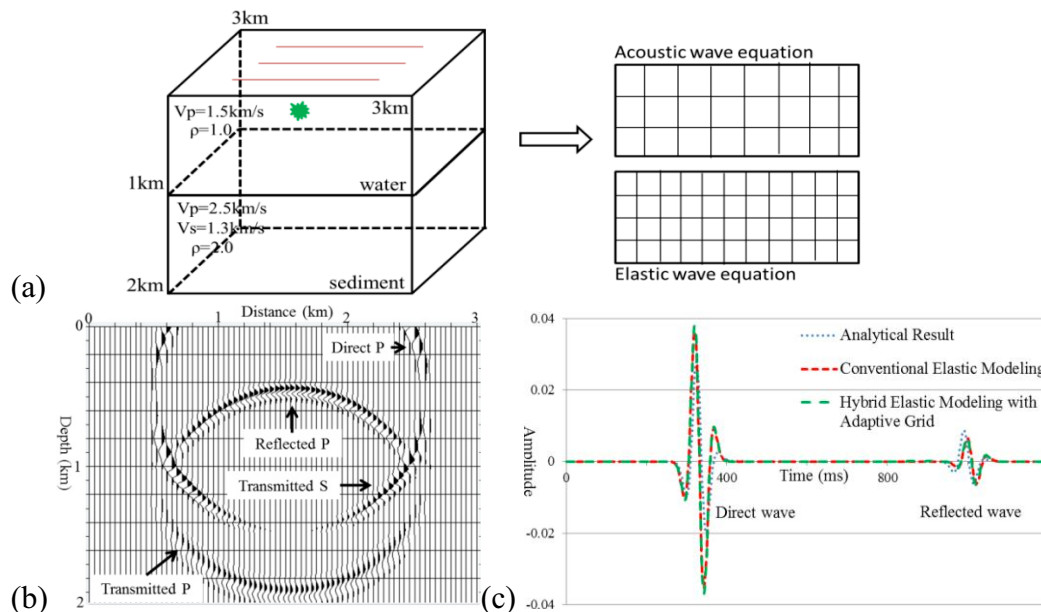 (a)
3km
3km
Vp=1.5km/s
ρ=1.0
1km
water
Vp=2.5km/s
Vs=1.3km/s
ρ=2.0
2km
sediment
Acoustic wave equation
Elastic wave equation
(b)
Distance (km)
0
2
3
Direct P
Reflected P
Transmitted S
Transmitted P
0
Depth (km)
1
2
(c)
0.04
0.02
0
-0.02
-0.04
Ammlitude
Analytical Result
Conventional Elastic Modeling
Hybrid Elastic Modeling with
Adaptive Grid
Time (ms)
0
400
800
Direct wave
Reflected wave